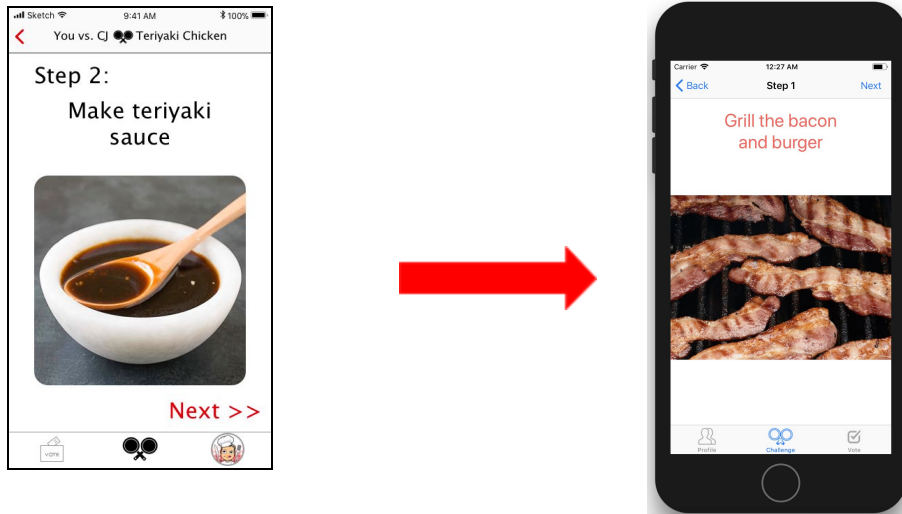 Sketch 9:41 AM 100%
You vs. CJ Teriyaki Chicken
Step 2:
Make teriyaki
sauce
Next >>
VOTE
Carrier 12:27 AM
Back Step 1 Next
Grill the bacon
and burger
Profile Challenge Vote